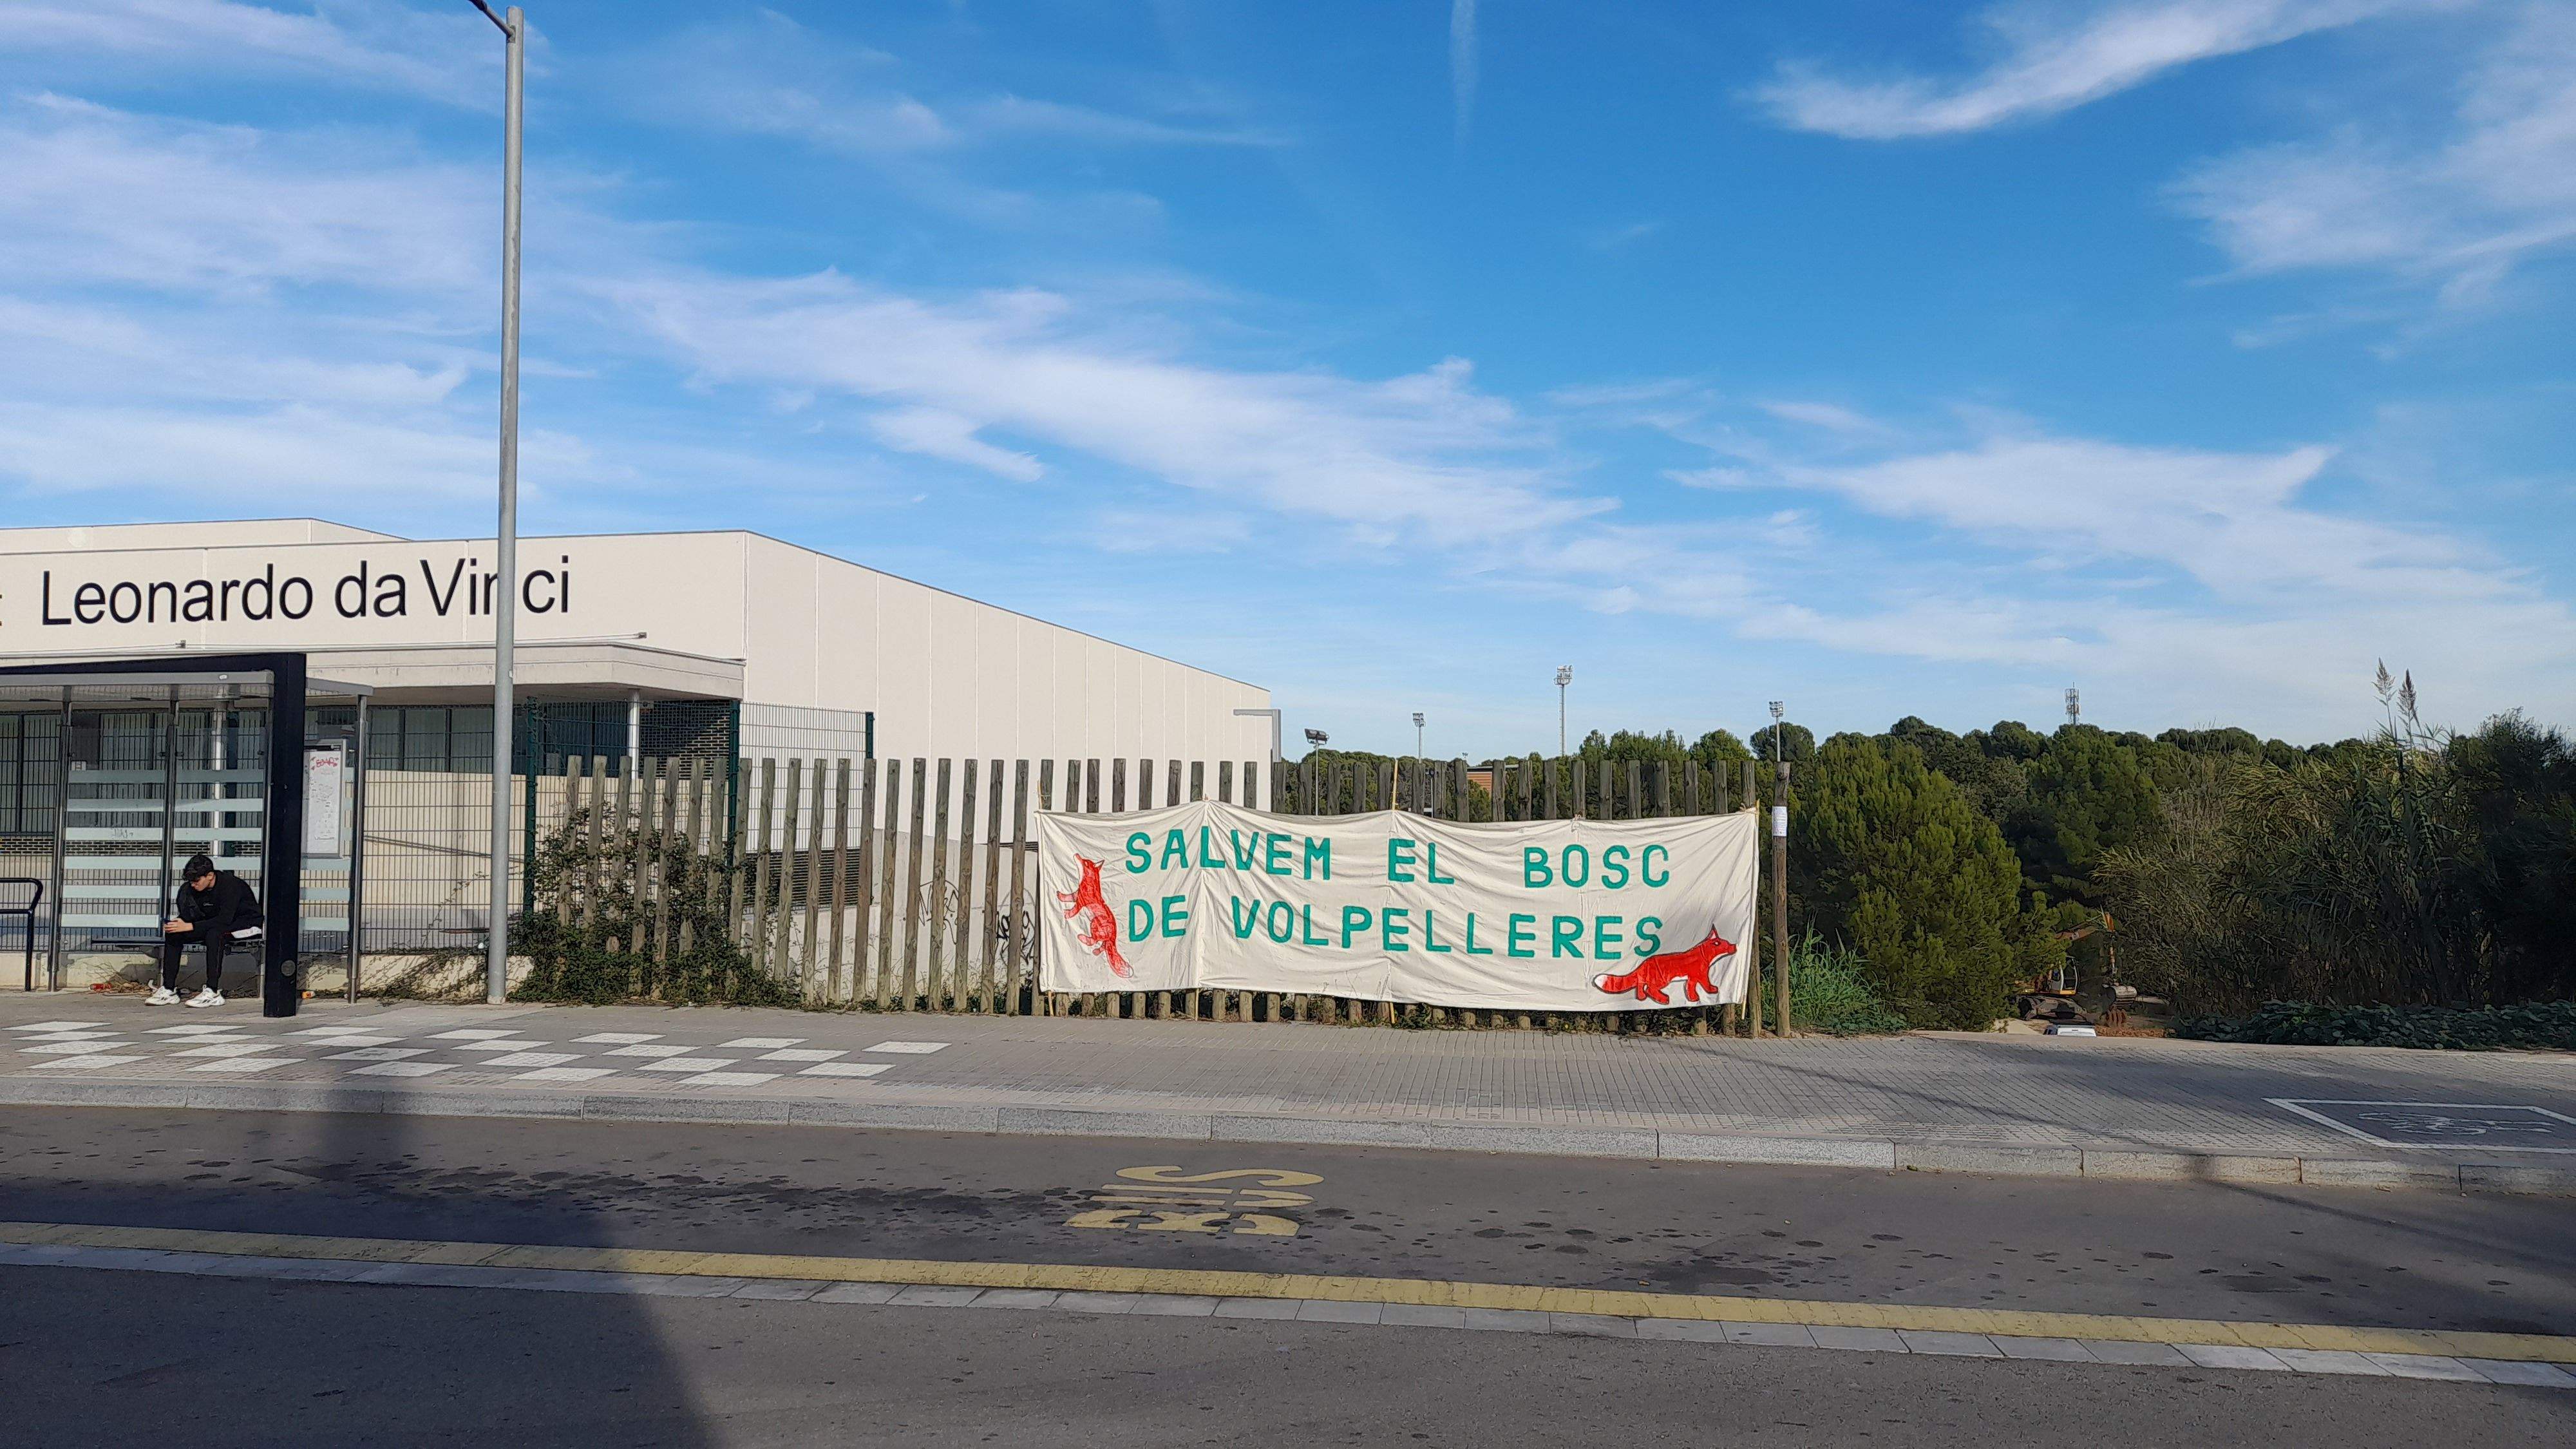 Leonardo da Vinci
SALVEM EL BOSC
DE VOLPELLERES
BUS